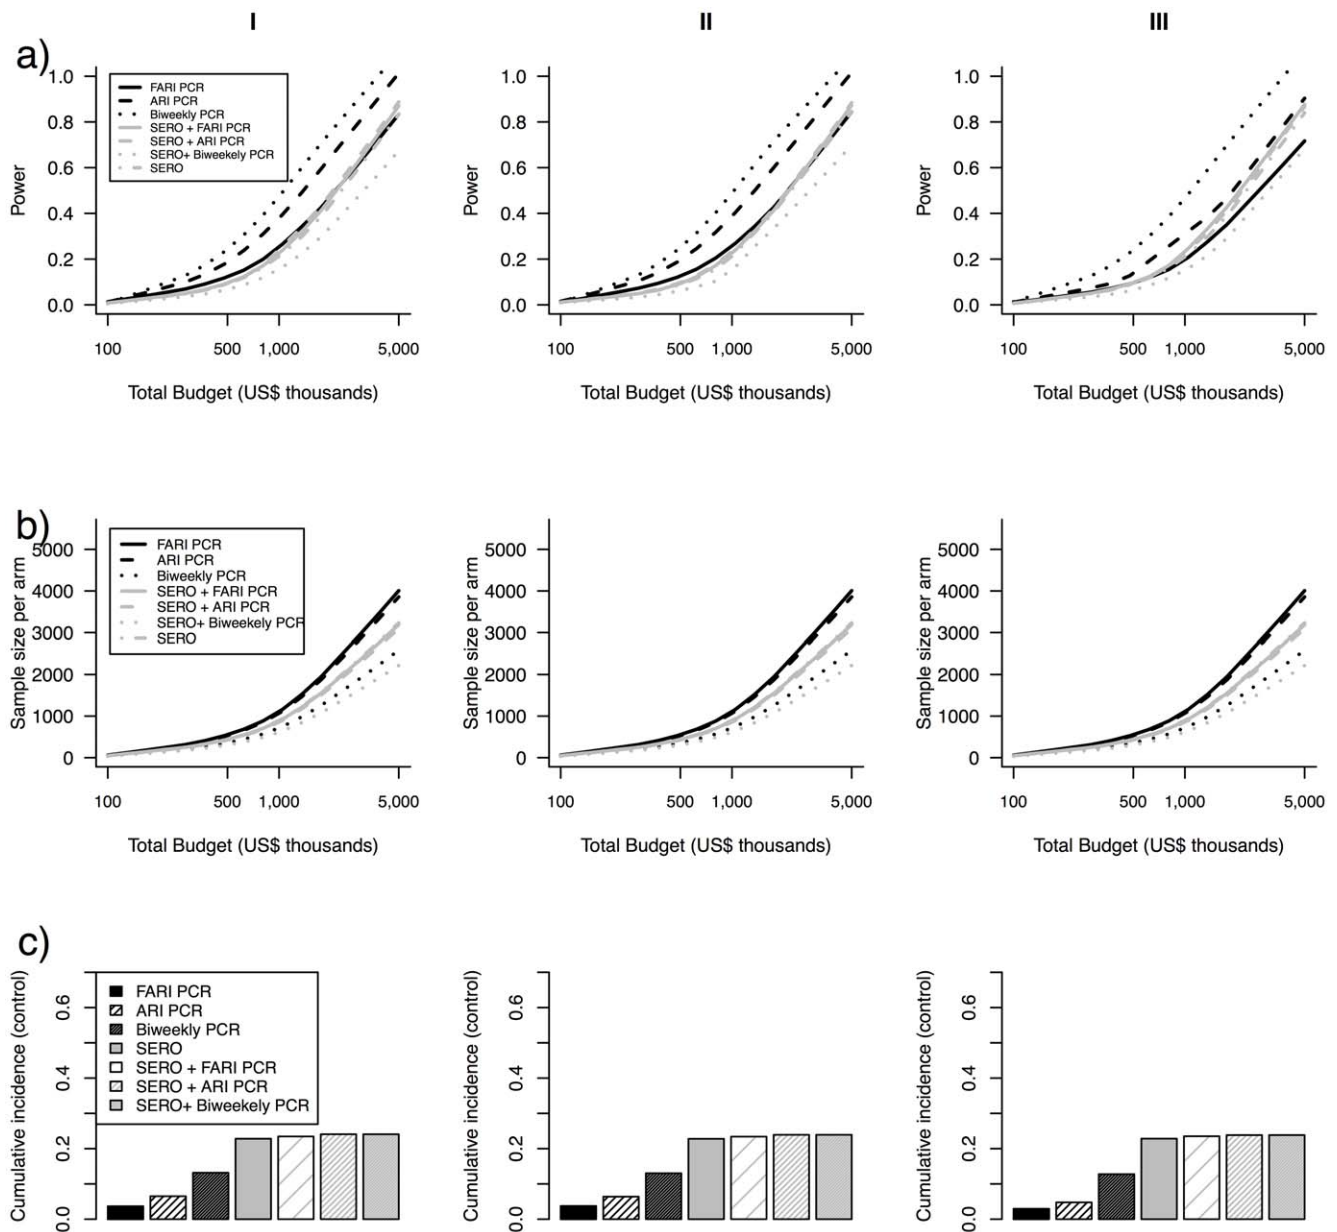 I II III
a)
1.0 0.8 0.6 0.4 0.2 0.0
Power
FARI PCR
ARI PCR
Biweekly PCR
SERO + FARI PCR
SERO + ARI PCR
SERO+ Biweekely PCR
SERO
100 500 1,000 5,000
Total Budget (US$ thousands)
1.0 0.8 0.6 0.4 0.2 0.0
Power
100 500 1,000 5,000
Total Budget (US$ thousands)
1.0 0.8 0.6 0.4 0.2 0.0
Power
100 500 1,000 5,000
Total Budget (US$ thousands)
b)
5000 4000 3000 2000 1000 0
Sample size per arm
FARI PCR
ARI PCR
Biweekly PCR
SERO + FARI PCR
SERO + ARI PCR
SERO+ Biweekely PCR
SERO
100 500 1,000 5,000
Total Budget (US$ thousands)
5000 4000 3000 2000 1000 0
Sample size per arm
100 500 1,000 5,000
Total Budget (US$ thousands)
5000 4000 3000 2000 1000 0
Sample size per arm
100 500 1,000 5,000
Total Budget (US$ thousands)
c)
0.6 0.4 0.2 0.0
Cumulative incidence (control)
FARI PCR
ARI PCR
Biweekly PCR
SERO
SERO + FARI PCR
SERO + ARI PCR
SERO+ Biweekely PCR
0.6 0.4 0.2 0.0
Cumulative incidence (control)
0.6 0.4 0.2 0.0
Cumulative incidence (control)